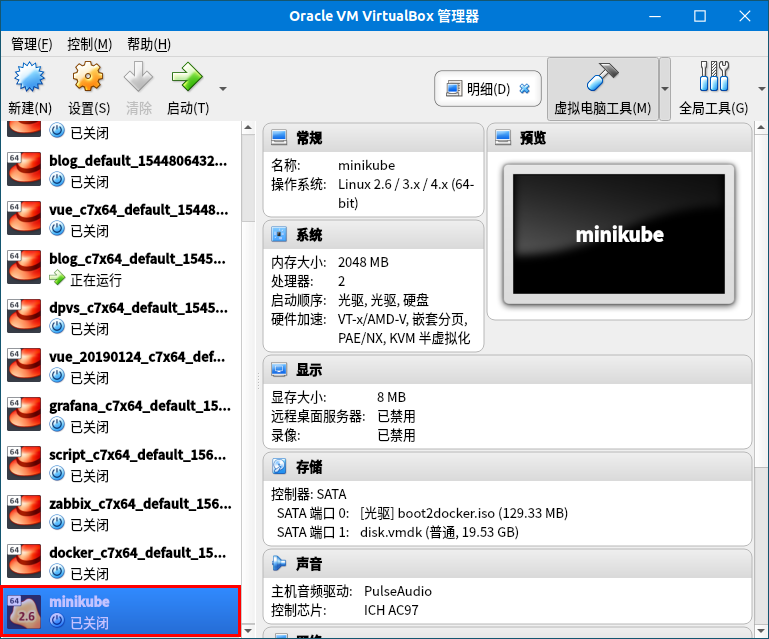 Oracle VM VirtualBox 管理器
管理(F) 控制(M) 帮助(H)
新建(N) 设置(S) 清除 启动(T)
明细(D)
虚拟电脑工具(M)
全局工具(G)
已关闭
64
blog_default_1544806432...
已关闭
64
vue_c7x64_default_15448...
已关闭
64
blog_c7x64_default_1545...
正在运行
64
dpvs_c7x64_default_1545...
已关闭
64
vue_20190124_c7x64_def...
已关闭
64
grafana_c7x64_default_15...
已关闭
64
script_c7x64_default_156...
已关闭
64
zabbix_c7x64_default_156...
已关闭
64
docker_c7x64_default_15...
已关闭
64
2.6
minikube
已关闭
常规
名称: minikube
操作系统: Linux 2.6 / 3.x / 4.x (64-
bit)
系统
内存大小: 2048 MB
处理器: 2
启动顺序: 光驱, 光驱, 硬盘
硬件加速: VT-x/AMD-V, 嵌套分页,
PAE/NX, KVM 半虚拟化
预览
minikube
显示
显存大小: 8 MB
远程桌面服务器: 已禁用
录像: 已禁用
存储
控制器: SATA
SATA 端口 0: [光驱] boot2docker.iso (129.33 MB)
SATA 端口 1: disk.vmdk (普通, 19.53 GB)
声音
主机音频驱动: PulseAudio
控制芯片: ICH AC97